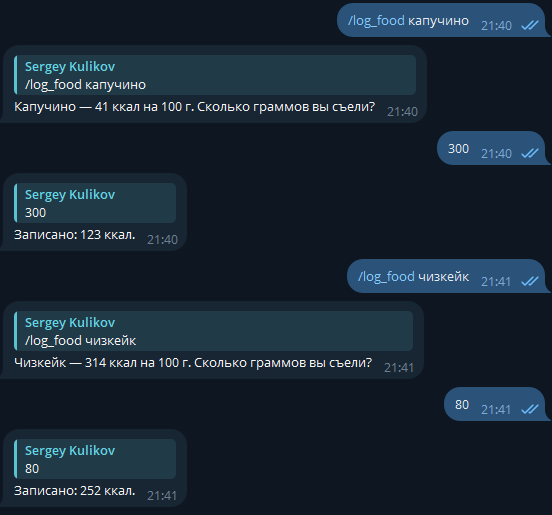 /log_food капучино 21:40
Sergey Kulikov
/log_food капучино
Капучино — 41 ккал на 100 г. Сколько граммов вы съели? 21:40
300 21:40
Sergey Kulikov
300
Записано: 123 ккал. 21:40
/log_food чизкейк 21:41
Sergey Kulikov
/log_food чизкейк
Чизкейк — 314 ккал на 100 г. Сколько граммов вы съели? 21:41
80 21:41
Sergey Kulikov
80
Записано: 252 ккал. 21:41